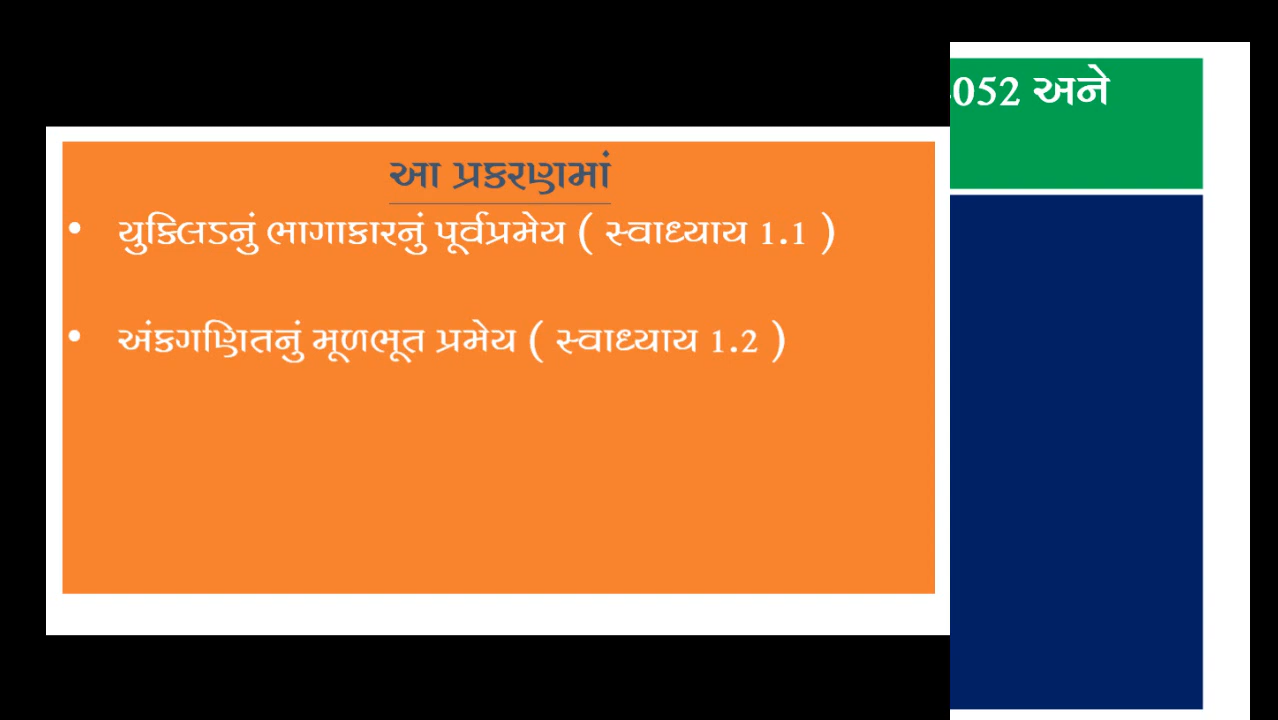 આ પ્રકરણમાં
• યુક્લિડનું ભાગાકારનું પૂર્વપ્રમેય ( સ્વાધ્યાય 1.1 )
• અંકગણિતનું મૂળભૂત પ્રમેય ( સ્વાધ્યાય 1.2 )
052 અને